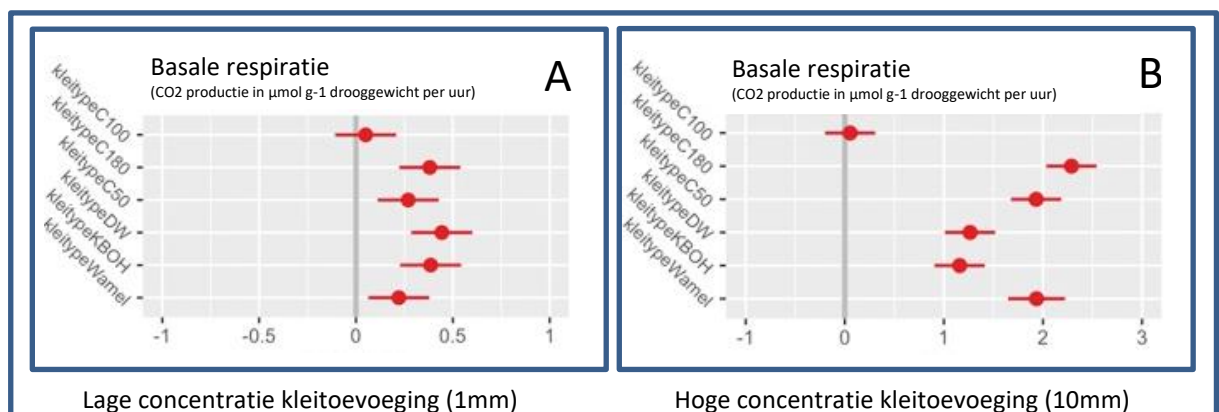 Basale respiratie
(CO2 productie in µmol g-1 drooggewicht per uur)
A
kleitypeC100
kleitypeC180
kleitypeC50
kleitypeDW
kleitypeKBOH
kleitypeWamel
-1 -0.5 0 0.5 1
Lage concentratie kleitoevoeging (1mm)
Basale respiratie
(CO2 productie in µmol g-1 drooggewicht per uur)
B
kleitypeC100
kleitypeC180
kleitypeC50
kleitypeDW
kleitypeKBOH
kleitypeWamel
-1 0 1 2 3
Hoge concentratie kleitoevoeging (10mm)